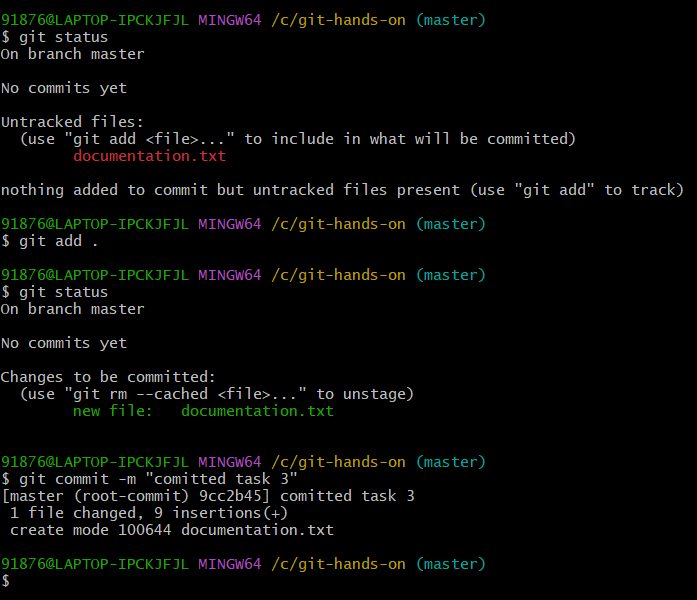 91876@LAPTOP-IPCKJFJL MINGW64 /c/git-hands-on (master)
$ git status
On branch master
No commits yet
Untracked files:
  (use "git add <file>..." to include in what will be committed)
        documentation.txt
nothing added to commit but untracked files present (use "git add" to track)
91876@LAPTOP-IPCKJFJL MINGW64 /c/git-hands-on (master)
$ git add .
91876@LAPTOP-IPCKJFJL MINGW64 /c/git-hands-on (master)
$ git status
On branch master
No commits yet
Changes to be committed:
  (use "git rm --cached <file>..." to unstage)
        new file:   documentation.txt
91876@LAPTOP-IPCKJFJL MINGW64 /c/git-hands-on (master)
$ git commit -m "comitted task 3"
[master (root-commit) 9cc2b45] comitted task 3
 1 file changed, 9 insertions(+)
 create mode 100644 documentation.txt
91876@LAPTOP-IPCKJFJL MINGW64 /c/git-hands-on (master)
$